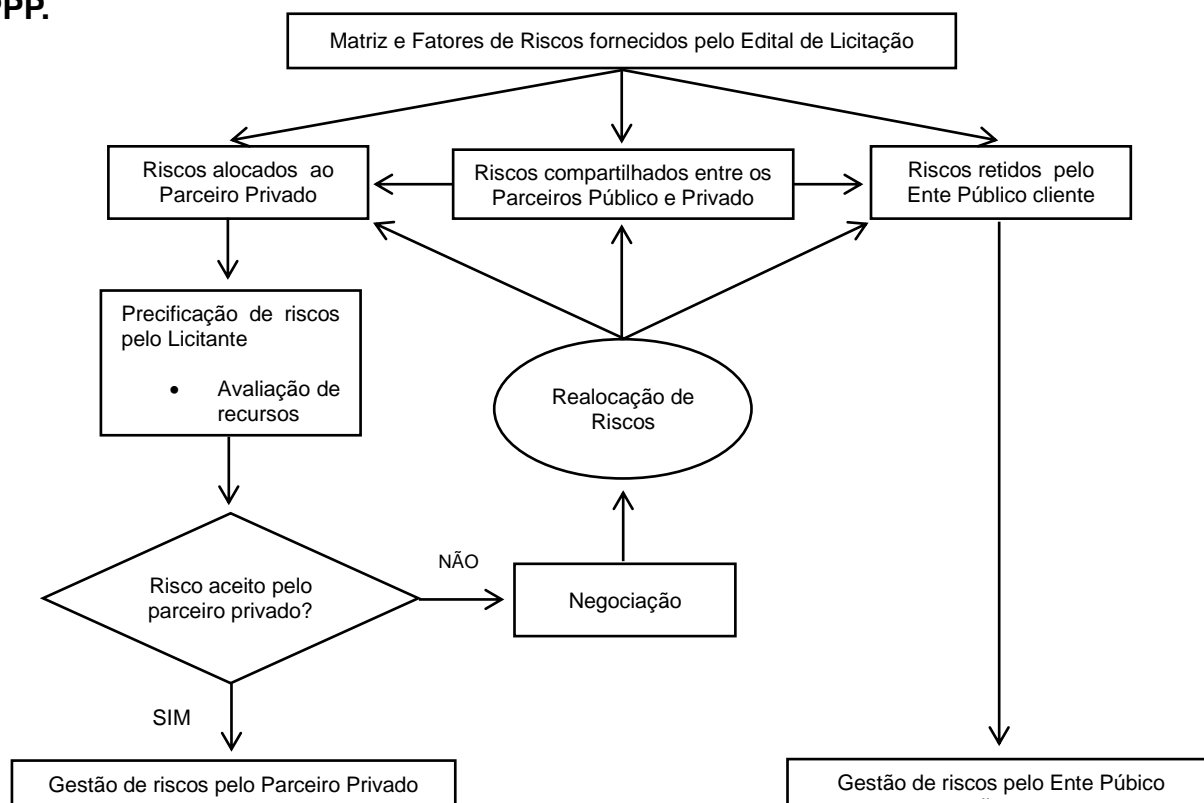 PPP.
Matriz e Fatores de Riscos fornecidos pelo Edital de Licitação
Riscos alocados ao
Parceiro Privado
Riscos compartilhados entre os
Parceiros Público e Privado
Riscos retidos pelo
Ente Público cliente
Precificação de riscos
pelo Licitante
• Avaliação de
recursos
Realocação de
Riscos
Risco aceito pelo
parceiro privado?
NÃO
Negociação
SIM
Gestão de riscos pelo Parceiro Privado
Gestão de riscos pelo Ente Púbico